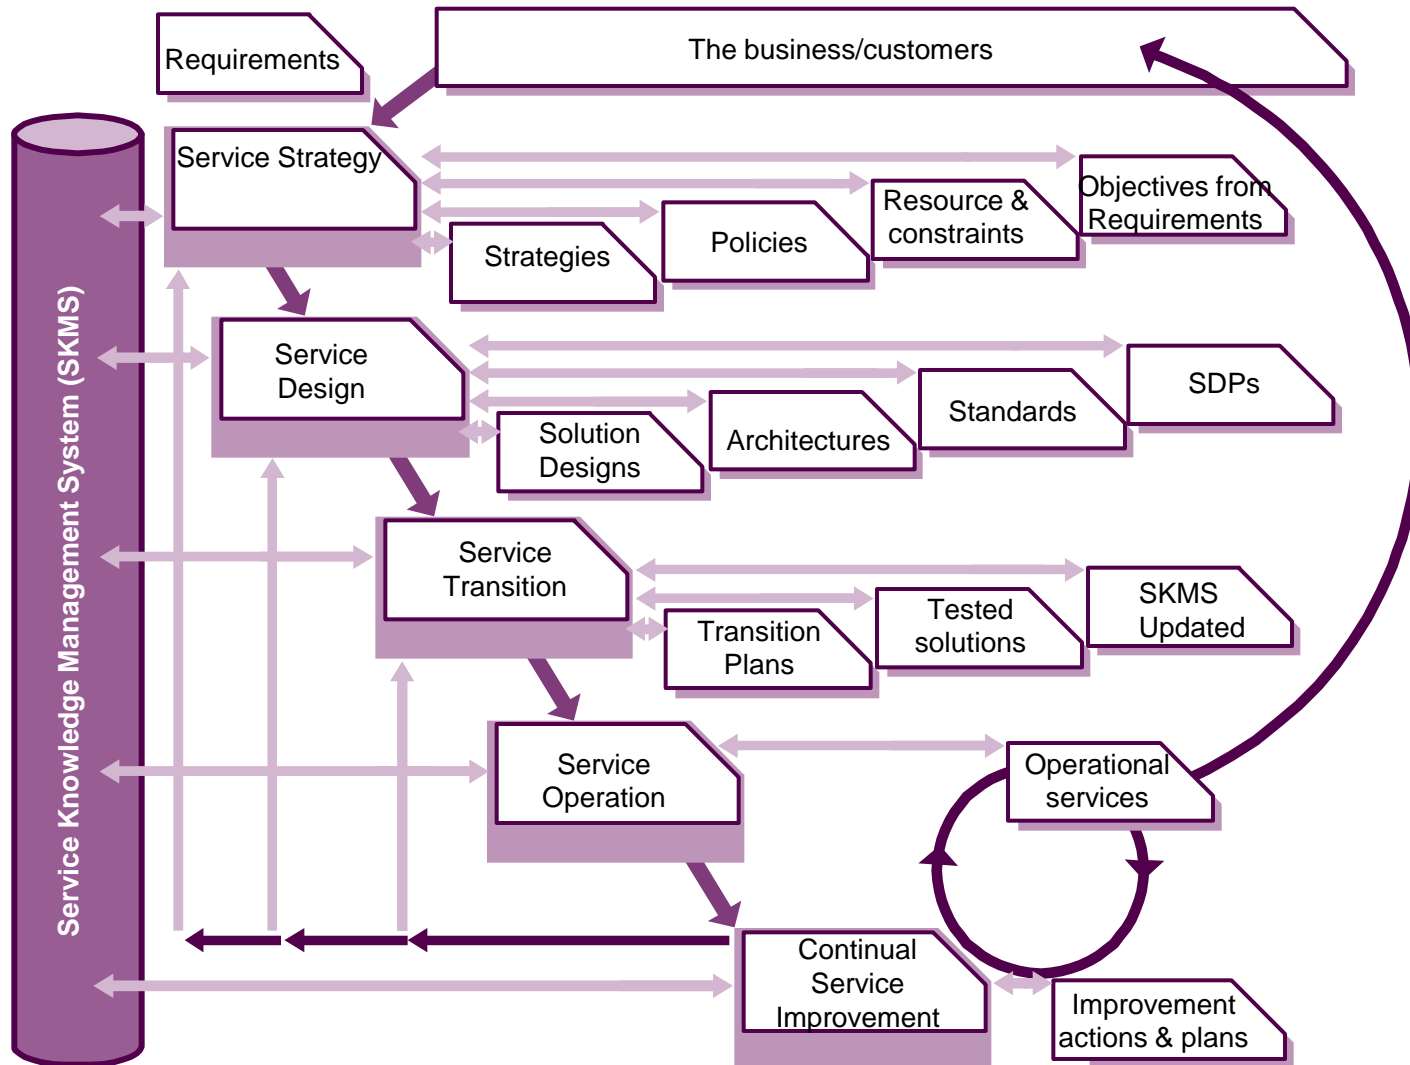 Requirements
The business/customers
Service Knowledge Management System (SKMS)
Service Strategy
Strategies
Policies
Resource &
constraints
Objectives from
Requirements
Service
Design
Solution
Designs
Architectures
Standards
SDPs
Service
Transition
Transition
Plans
Tested
solutions
SKMS
Updated
Service
Operation
Operational
services
Continual
Service
Improvement
Improvement
actions & plans